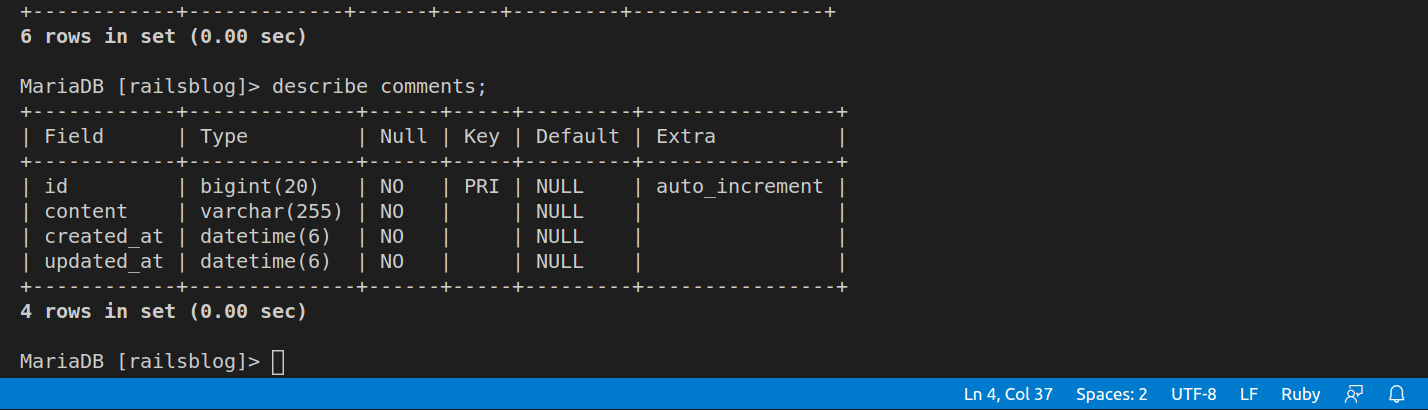 +------------+-------------+------+-----+---------+----------------+
6 rows in set (0.00 sec)
MariaDB [railsblog]> describe comments;
+------------+--------------+------+-----+---------+----------------+
| Field      | Type         | Null | Key | Default | Extra          |
+------------+--------------+------+-----+---------+----------------+
| id         | bigint(20)   | NO   | PRI | NULL    | auto_increment |
| content    | varchar(255) | NO   |     | NULL    |                |
| created_at | datetime(6)  | NO   |     | NULL    |                |
| updated_at | datetime(6)  | NO   |     | NULL    |                |
+------------+--------------+------+-----+---------+----------------+
4 rows in set (0.00 sec)
MariaDB [railsblog]>
Ln 4, Col 37 Spaces: 2 UTF-8 LF Ruby